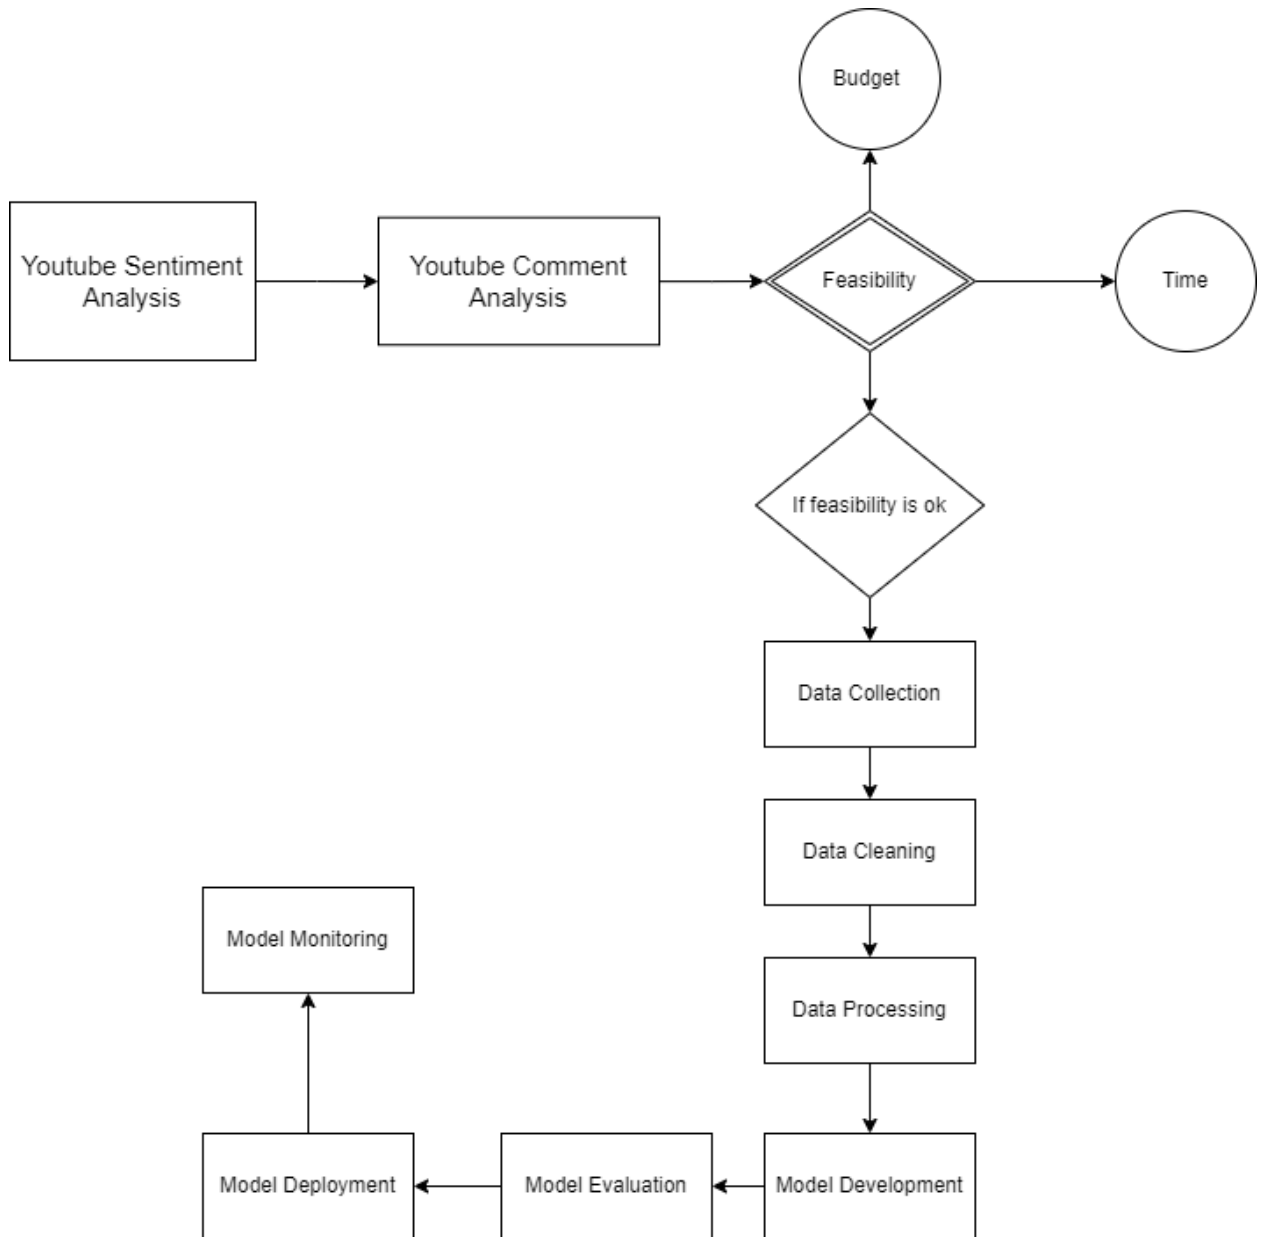 Budget
Youtube Sentiment
Analysis
Youtube Comment
Analysis
Feasibility
Time
If feasibility is ok
Data Collection
Data Cleaning
Data Processing
Model Development
Model Evaluation
Model Deployment
Model Monitoring